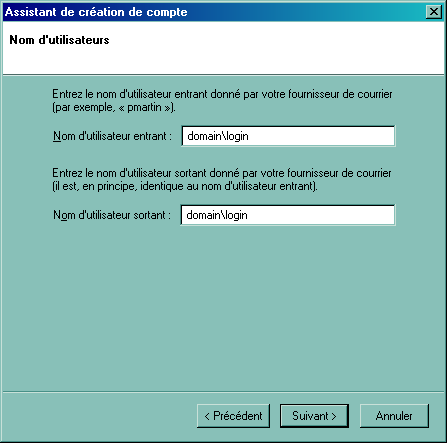 Assistant de création de compte
Nom d'utilisateurs
Entrez le nom d'utilisateur entrant donné par votre fournisseur de courrier
(par exemple, « pmartin »).
Nom d'utilisateur entrant : domain\login
Entrez le nom d'utilisateur sortant donné par votre fournisseur de courrier
(il est, en principe, identique au nom d'utilisateur entrant).
Nom d'utilisateur sortant : domain\login
< Précédent Suivant > Annuler